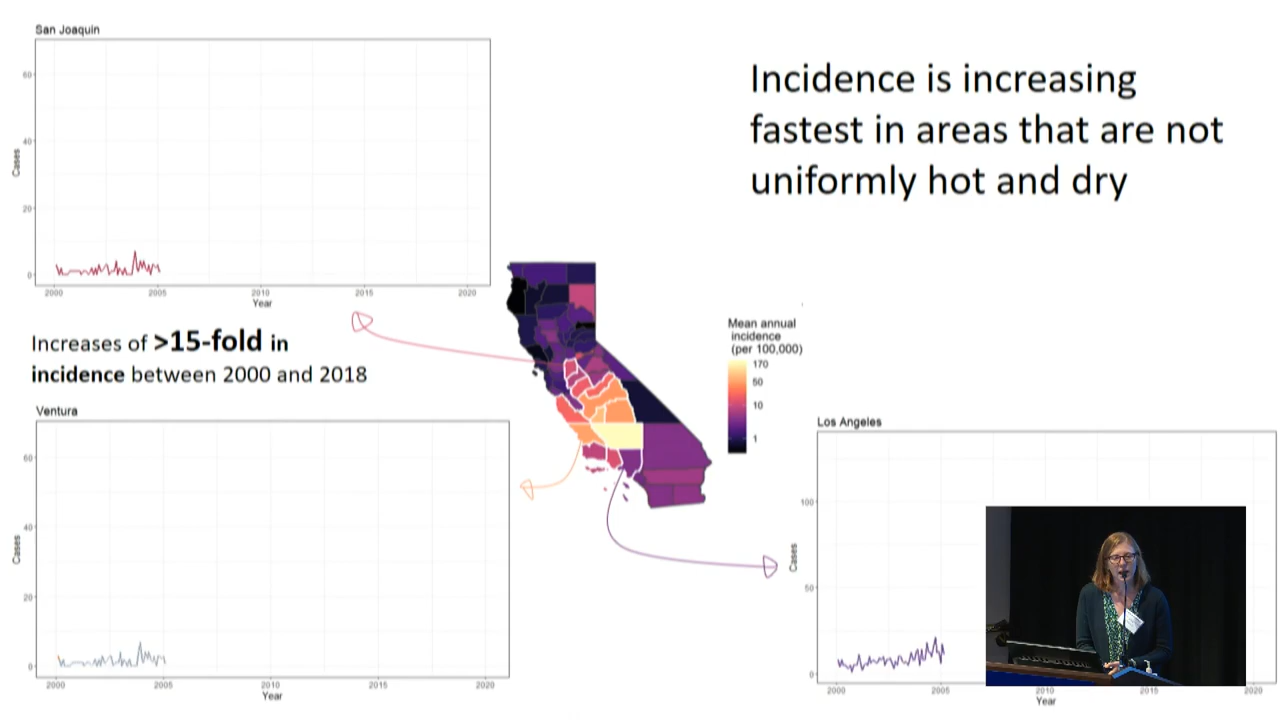 San Joaquin
60
40
20
0
Cases
2000
2005
2010
2015
2020
Year
Incidence is increasing
fastest in areas that are not
uniformly hot and dry
Increases of >15-fold in
incidence between 2000 and 2018
Mean annual
incidence
(per 100,000)
170
50
10
1
Ventura
60
40
20
0
Cases
2000
2005
2010
2015
2020
Year
Los Angeles
100
50
0
Cases
2000
2005
2010
2015
2020
Year